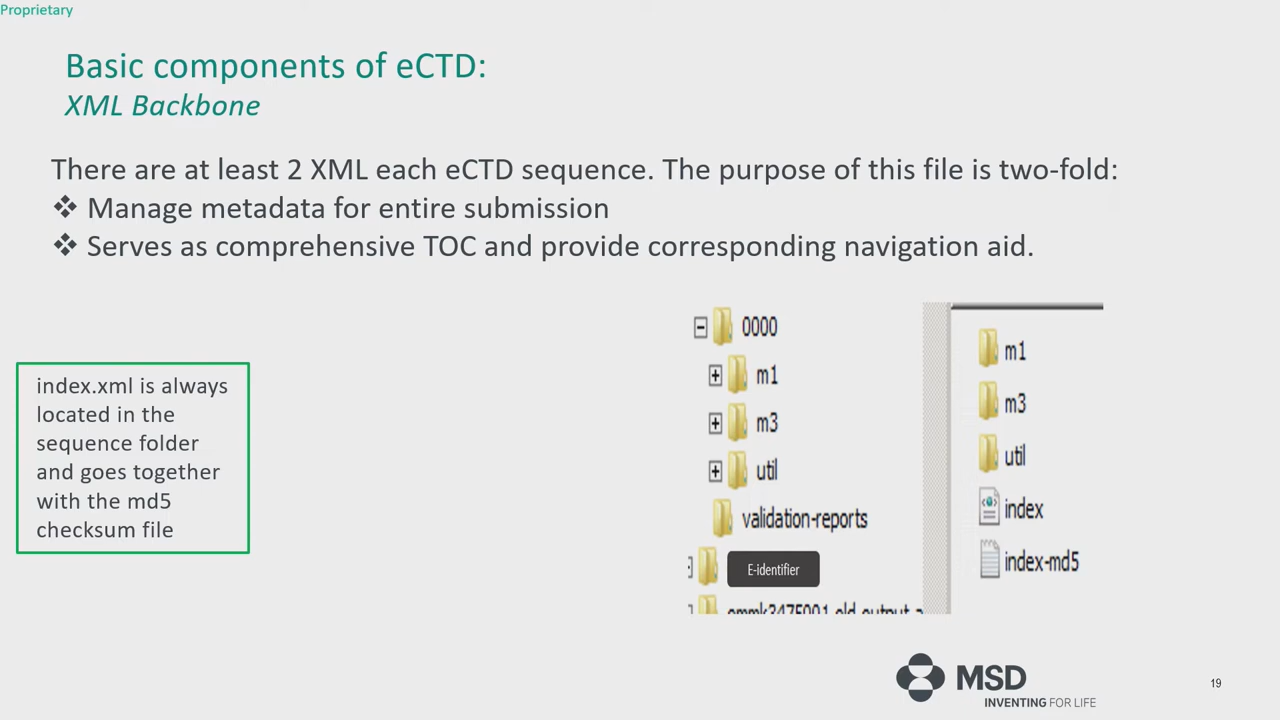 Proprietary
Basic components of eCTD:
XML Backbone
There are at least 2 XML each eCTD sequence. The purpose of this file is two-fold:
❖ Manage metadata for entire submission
❖ Serves as comprehensive TOC and provide corresponding navigation aid.
index.xml is always
located in the
sequence folder
and goes together
with the md5
checksum file
0000
m1
m3
util
validation-reports
E-identifier
m1
m3
util
index
index-md5
MSD
INVENTING FOR LIFE
19